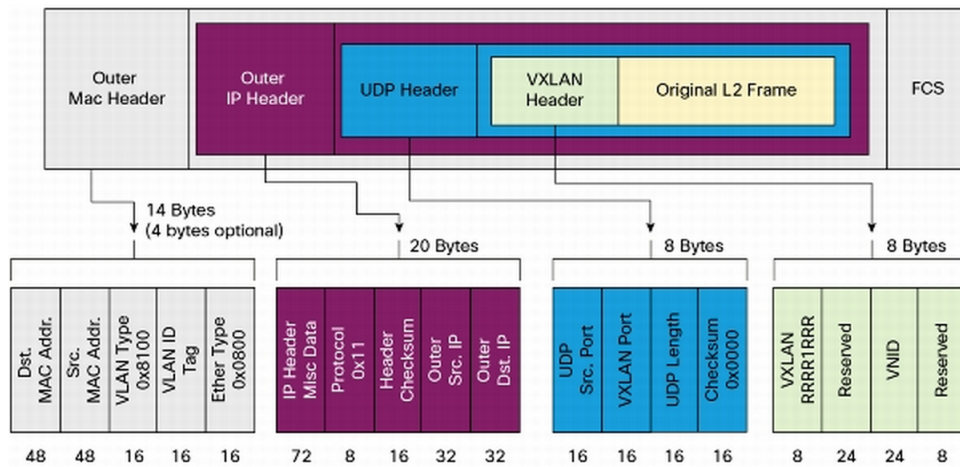 Outer
Mac Header
Outer
IP Header
UDP Header
VXLAN
Header
Original L2 Frame
FCS
14 Bytes
(4 bytes optional)
20 Bytes
8 Bytes
8 Bytes
Dst.
MAC Addr.
Src.
MAC Addr.
VLAN Type
0x8100
VLAN ID
Tag
Ether Type
0x0800
IP Header
Misc Data
Protocol
0x11
Header
Checksum
Outer
Src. IP
Outer
Dst. IP
UDP
Src. Port
VXLAN Port
UDP Length
Checksum
0x0000
VXLAN
RRRR1RRR
Reserved
VNID
Reserved
48 48 16 16 16 72 8 16 32 32 16 16 16 16 8 24 24 8